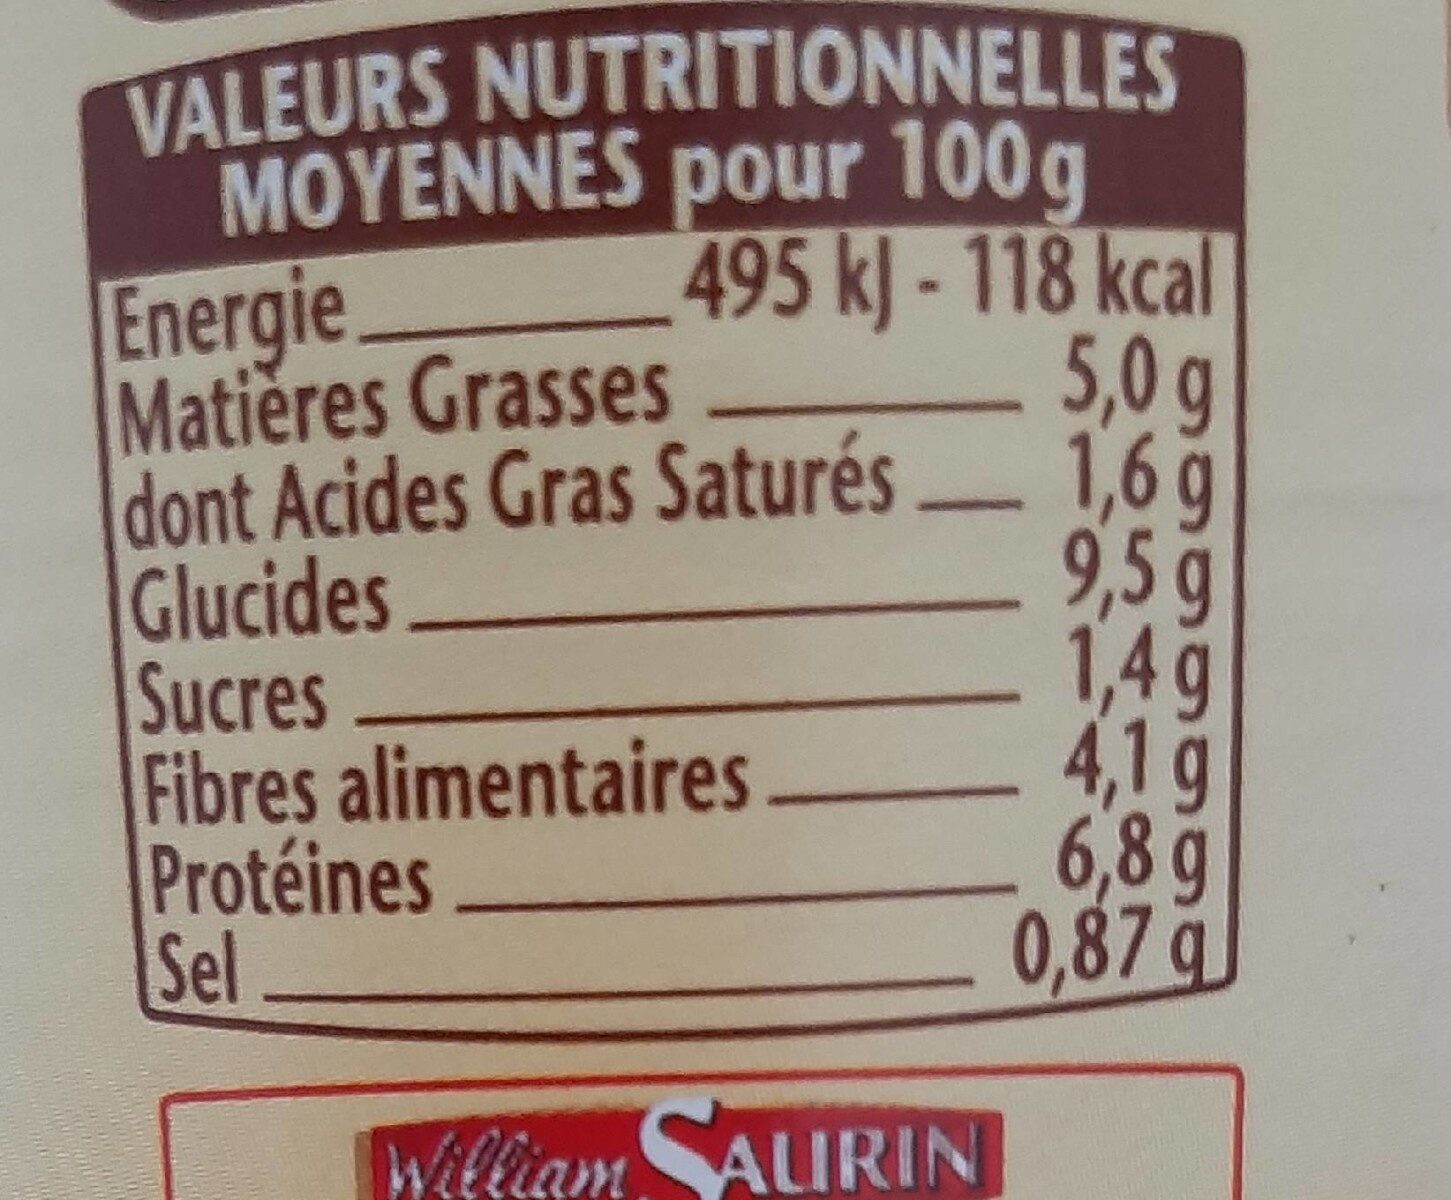 VALEURS NUTRITIONNELLES
MOYENNES pour 100g
Energie 495 kJ - 118 kcal
Matières Grasses 5,0 g
dont Acides Gras Saturés 1,6 g
Glucides 9,5 g
Sucres 1,4 g
Fibres alimentaires 4,1 g
Protéines 6,8 g
Sel 0,87 g
William SAURIN